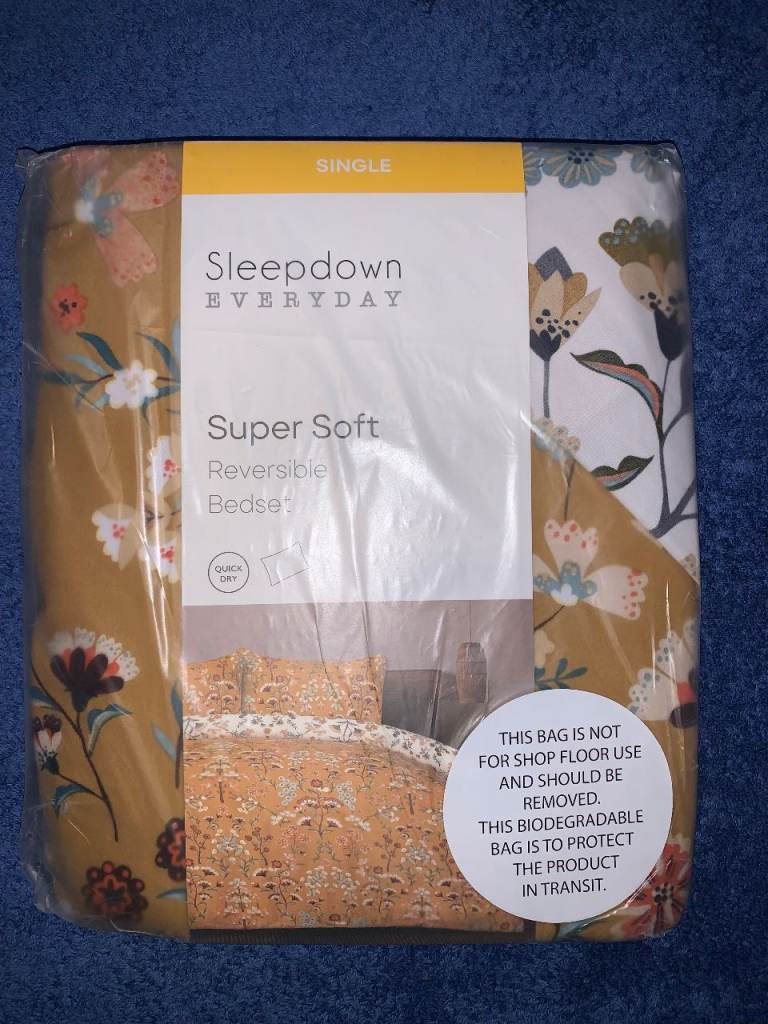 SINGLE
Sleepdown
EVERYDAY
Super Soft
Reversible
Bedset
QUICK
DRY
THIS BAG IS NOT
FOR SHOP FLOOR USE
AND SHOULD BE
REMOVED.
THIS BIODEGRADABLE
BAG IS TO PROTECT
THE PRODUCT
IN TRANSIT.